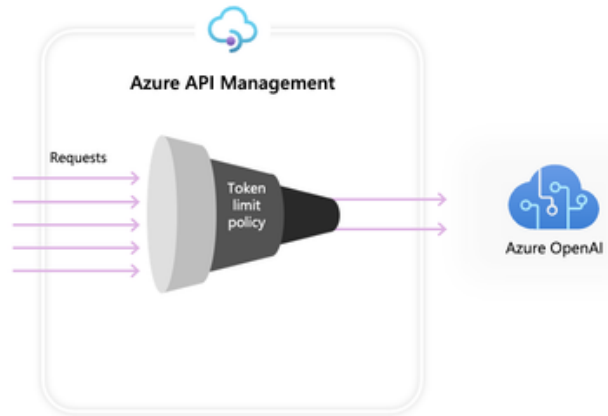 Azure API Management
Requests
Token
limit
policy
Azure OpenAI